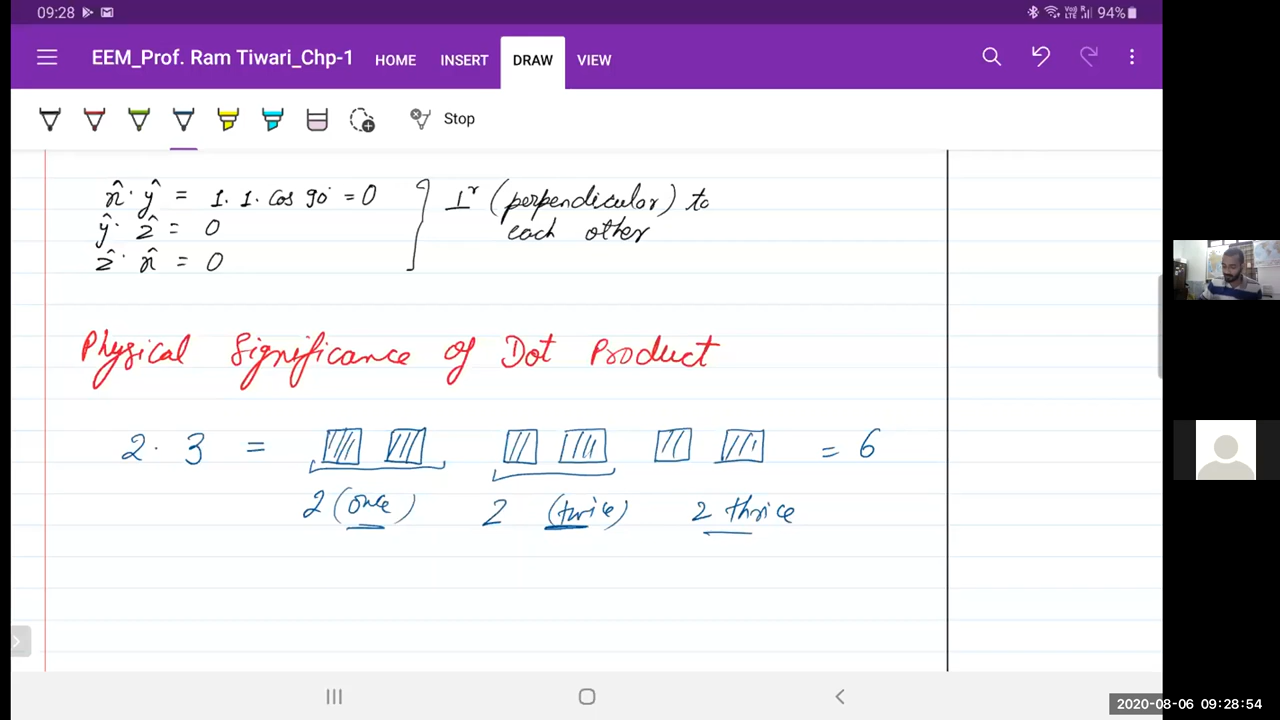 09:28 94%
EEM_Prof. Ram Tiwari_Chp-1 HOME INSERT DRAW VIEW
Stop
x̂ · ŷ = 1. 1. cos 90° = 0
ŷ · ẑ = 0
ẑ · x̂ = 0
⊥r (perpendicular) to
each other
Physical Significance of Dot Product
2 · 3 = = 6
2 (once) 2 (twice) 2 thrice
2020-08-06 09:28:54